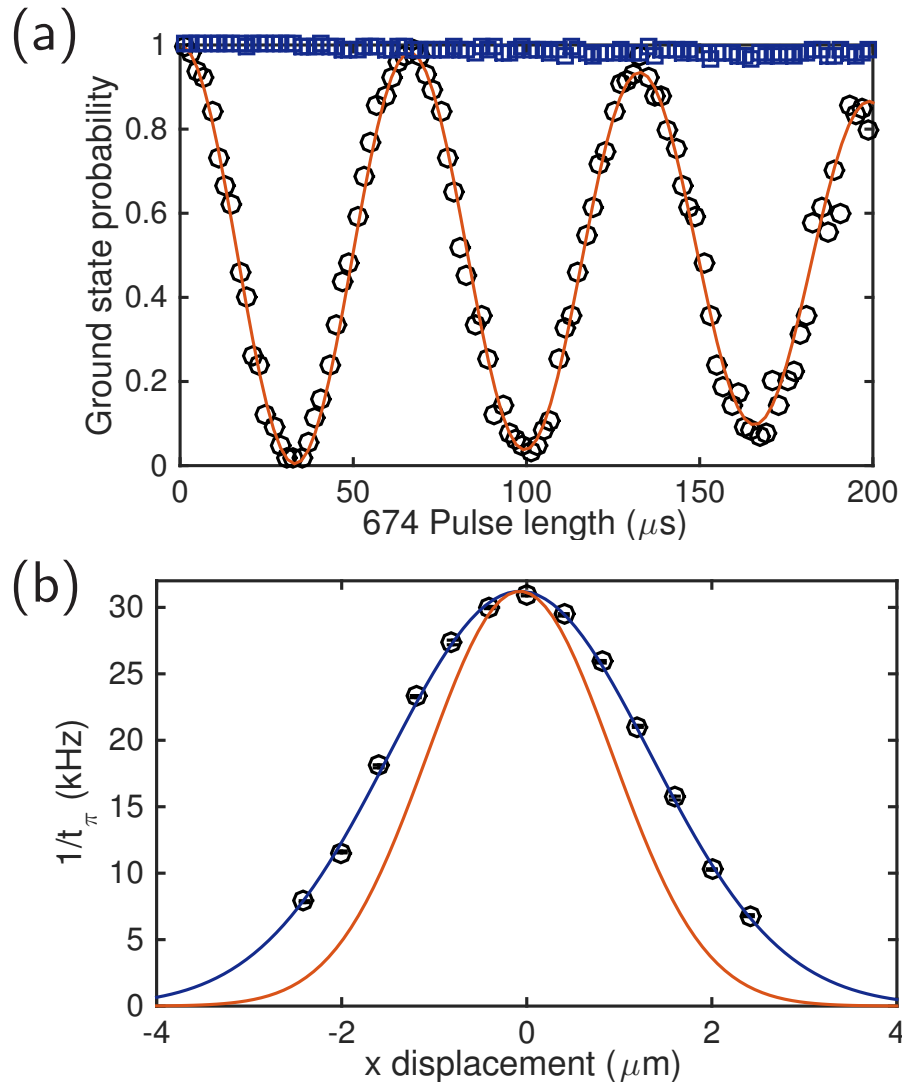 (a)
Ground state probability
1
0.8
0.6
0.4
0.2
0
0 50 100 150 200
674 Pulse length (μs)
(b)
1/t_π (kHz)
30
25
20
15
10
5
0
-4 -2 0 2 4
x displacement (μm)